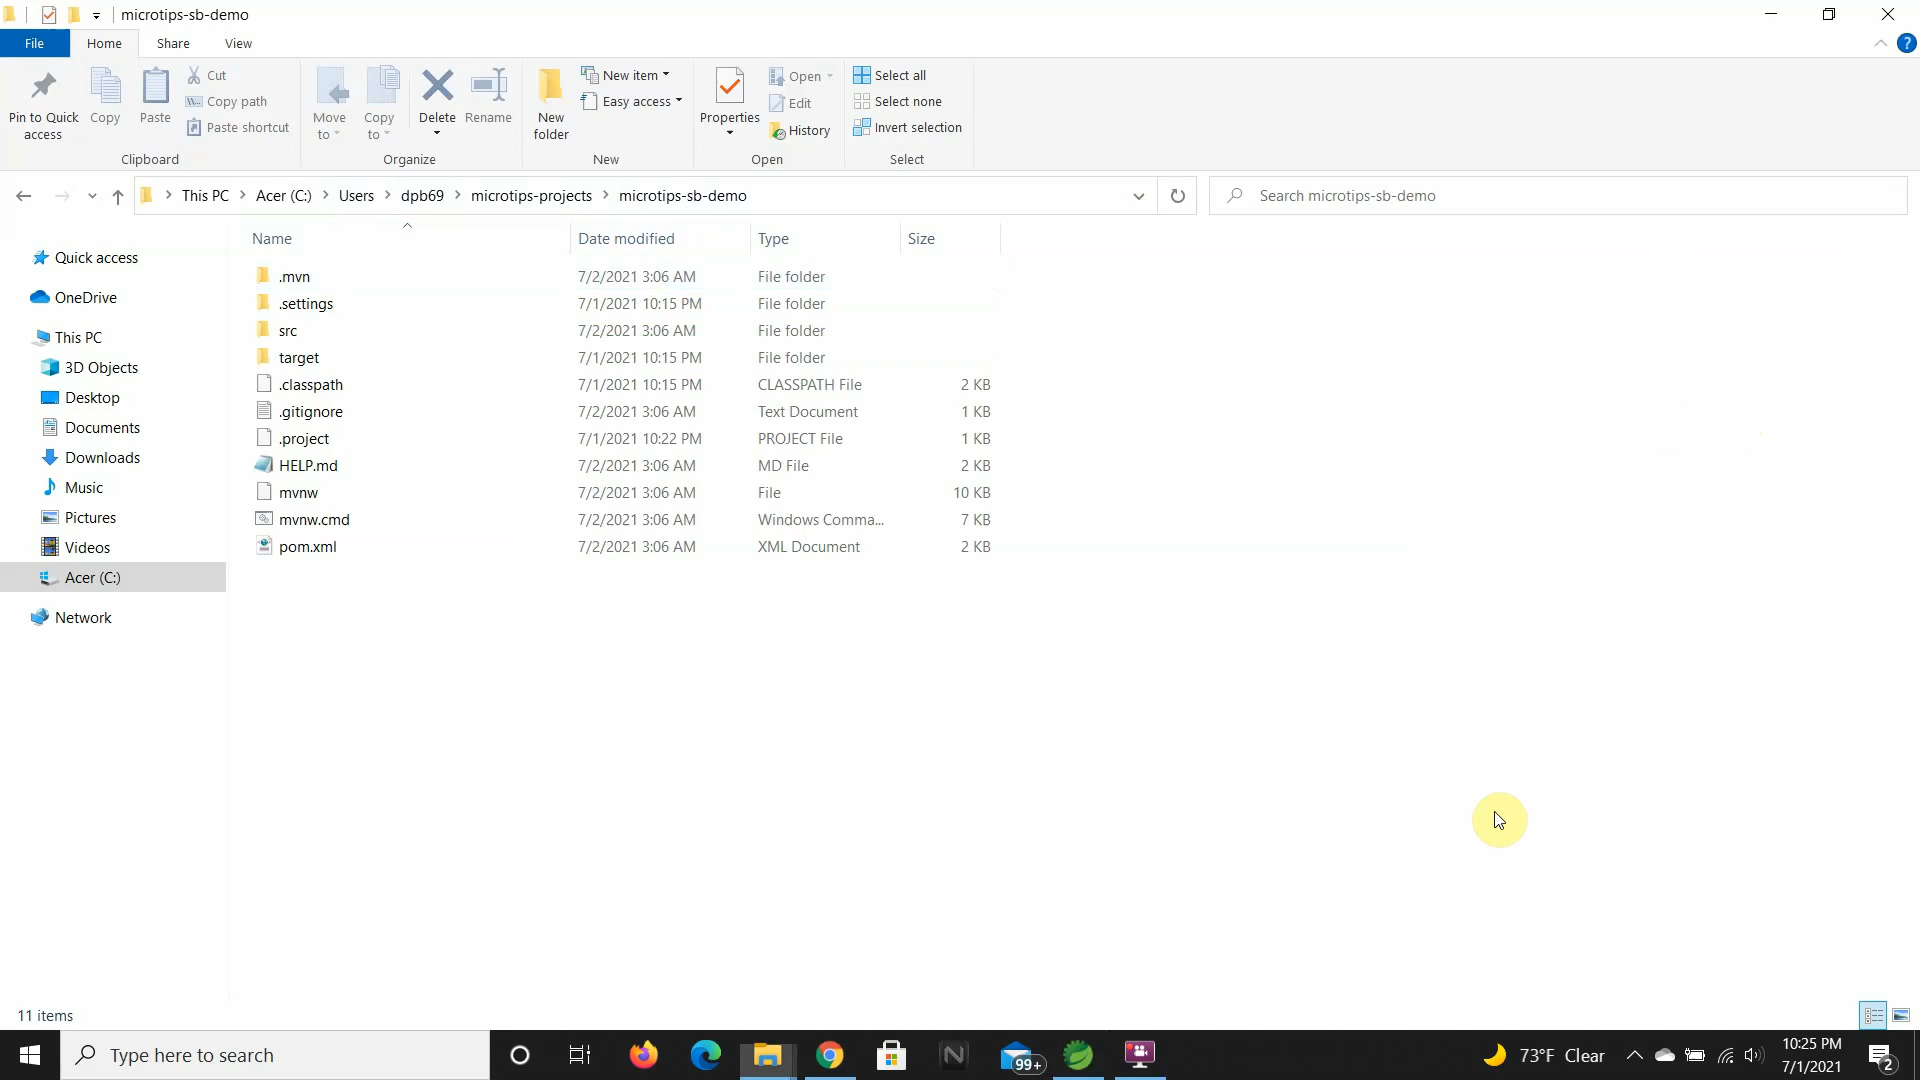 microtips-sb-demo
File Home Share View
Pin to Quick access
Copy
Paste
Cut
Copy path
Paste shortcut
Clipboard
Move to
Copy to
Delete
Rename
Organize
New folder
New item
Easy access
New
Properties
Open
Edit
History
Open
Select all
Select none
Invert selection
Select
This PC > Acer (C:) > Users > dpb69 > microtips-projects > microtips-sb-demo
Search microtips-sb-demo
Quick access
OneDrive
This PC
3D Objects
Desktop
Documents
Downloads
Music
Pictures
Videos
Acer (C:)
Network
Name Date modified Type Size
.mvn 7/2/2021 3:06 AM File folder
.settings 7/1/2021 10:15 PM File folder
src 7/2/2021 3:06 AM File folder
target 7/1/2021 10:15 PM File folder
.classpath 7/1/2021 10:15 PM CLASSPATH File 2 KB
.gitignore 7/2/2021 3:06 AM Text Document 1 KB
.project 7/1/2021 10:22 PM PROJECT File 1 KB
HELP.md 7/2/2021 3:06 AM MD File 2 KB
mvnw 7/2/2021 3:06 AM File 10 KB
mvnw.cmd 7/2/2021 3:06 AM Windows Comma... 7 KB
pom.xml 7/2/2021 3:06 AM XML Document 2 KB
11 items
Type here to search
99+
73°F Clear
10:25 PM
7/1/2021
2